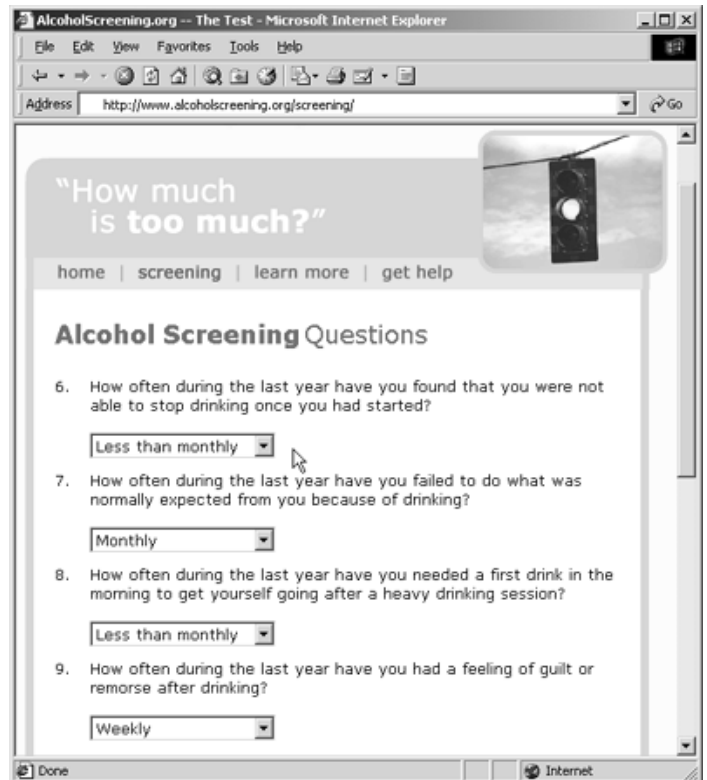 AlcoholScreening.org -- The Test - Microsoft Internet Explorer
File Edit View Favorites Tools Help
Address http://www.alcoholscreening.org/screening/ Go
"How much
is too much?"
home | screening | learn more | get help
Alcohol Screening Questions
6. How often during the last year have you found that you were not
able to stop drinking once you had started?
Less than monthly
7. How often during the last year have you failed to do what was
normally expected from you because of drinking?
Monthly
8. How often during the last year have you needed a first drink in the
morning to get yourself going after a heavy drinking session?
Less than monthly
9. How often during the last year have you had a feeling of guilt or
remorse after drinking?
Weekly
Done Internet